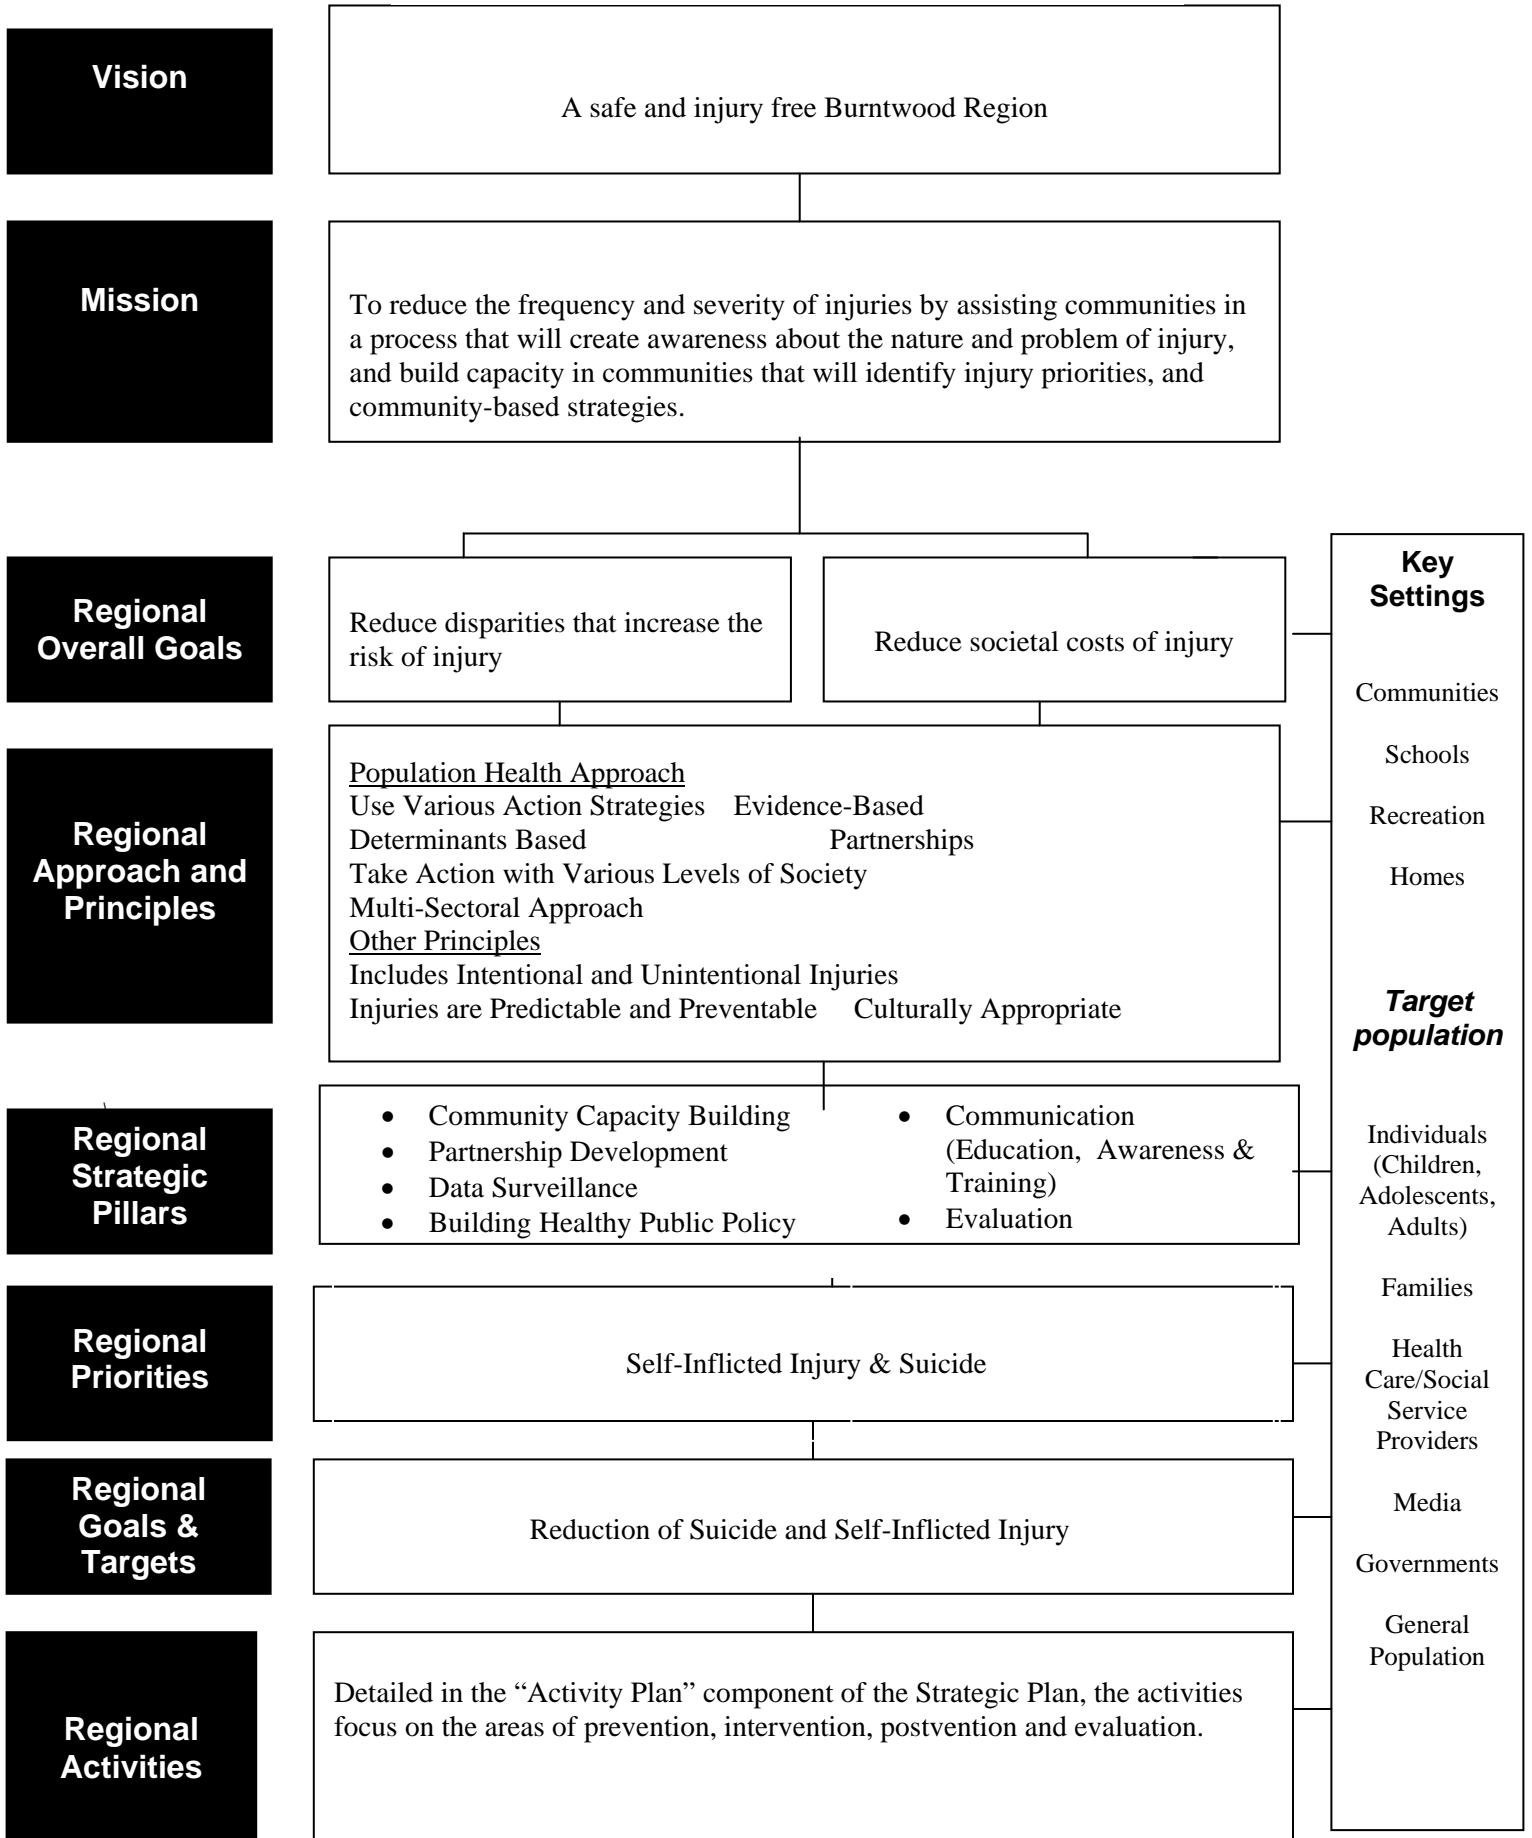 Vision
A safe and injury free Burntwood Region
Mission
To reduce the frequency and severity of injuries by assisting communities in
a process that will create awareness about the nature and problem of injury,
and build capacity in communities that will identify injury priorities, and
community-based strategies.
Regional
Overall Goals
Reduce disparities that increase the
risk of injury
Reduce societal costs of injury
Regional
Approach and
Principles
Population Health Approach
Use Various Action Strategies Evidence-Based
Determinants Based Partnerships
Take Action with Various Levels of Society
Multi-Sectoral Approach
Other Principles
Includes Intentional and Unintentional Injuries
Injuries are Predictable and Preventable Culturally Appropriate
Regional
Strategic
Pillars
• Community Capacity Building
• Partnership Development
• Data Surveillance
• Building Healthy Public Policy
• Communication
(Education, Awareness &
Training)
• Evaluation
Regional
Priorities
Self-Inflicted Injury & Suicide
Regional
Goals &
Targets
Reduction of Suicide and Self-Inflicted Injury
Regional
Activities
Detailed in the “Activity Plan” component of the Strategic Plan, the activities
focus on the areas of prevention, intervention, postvention and evaluation.
Key
Settings
Communities
Schools
Recreation
Homes
Target
population
Individuals
(Children,
Adolescents,
Adults)
Families
Health
Care/Social
Service
Providers
Media
Governments
General
Population